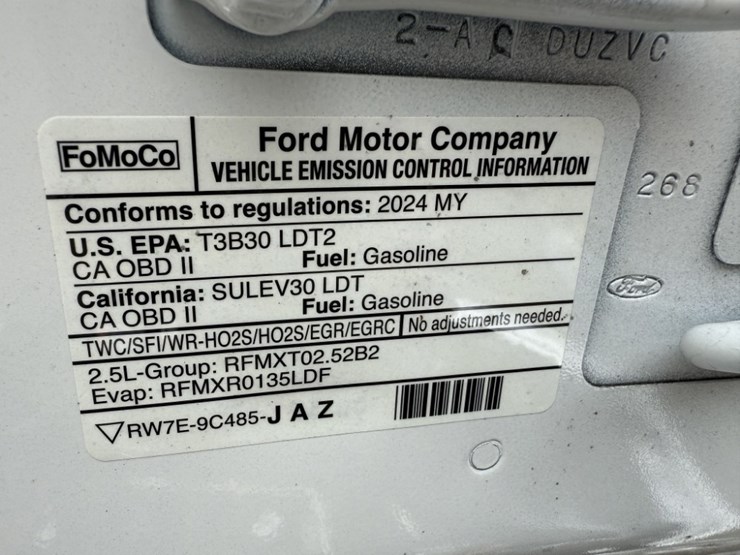 2-AC DUZVC
FoMoCo
Ford Motor Company
VEHICLE EMISSION CONTROL INFORMATION
Conforms to regulations: 2024 MY
U.S. EPA: T3B30 LDT2
CA OBD II Fuel: Gasoline
California: SULEV30 LDT
CA OBD II Fuel: Gasoline
TWC/SFI/WR-HO2S/HO2S/EGR/EGRC No adjustments needed.
2.5L-Group: RFMXT02.52B2
Evap: RFMXR0135LDF
RW7E-9C485-J A Z
268
Ford